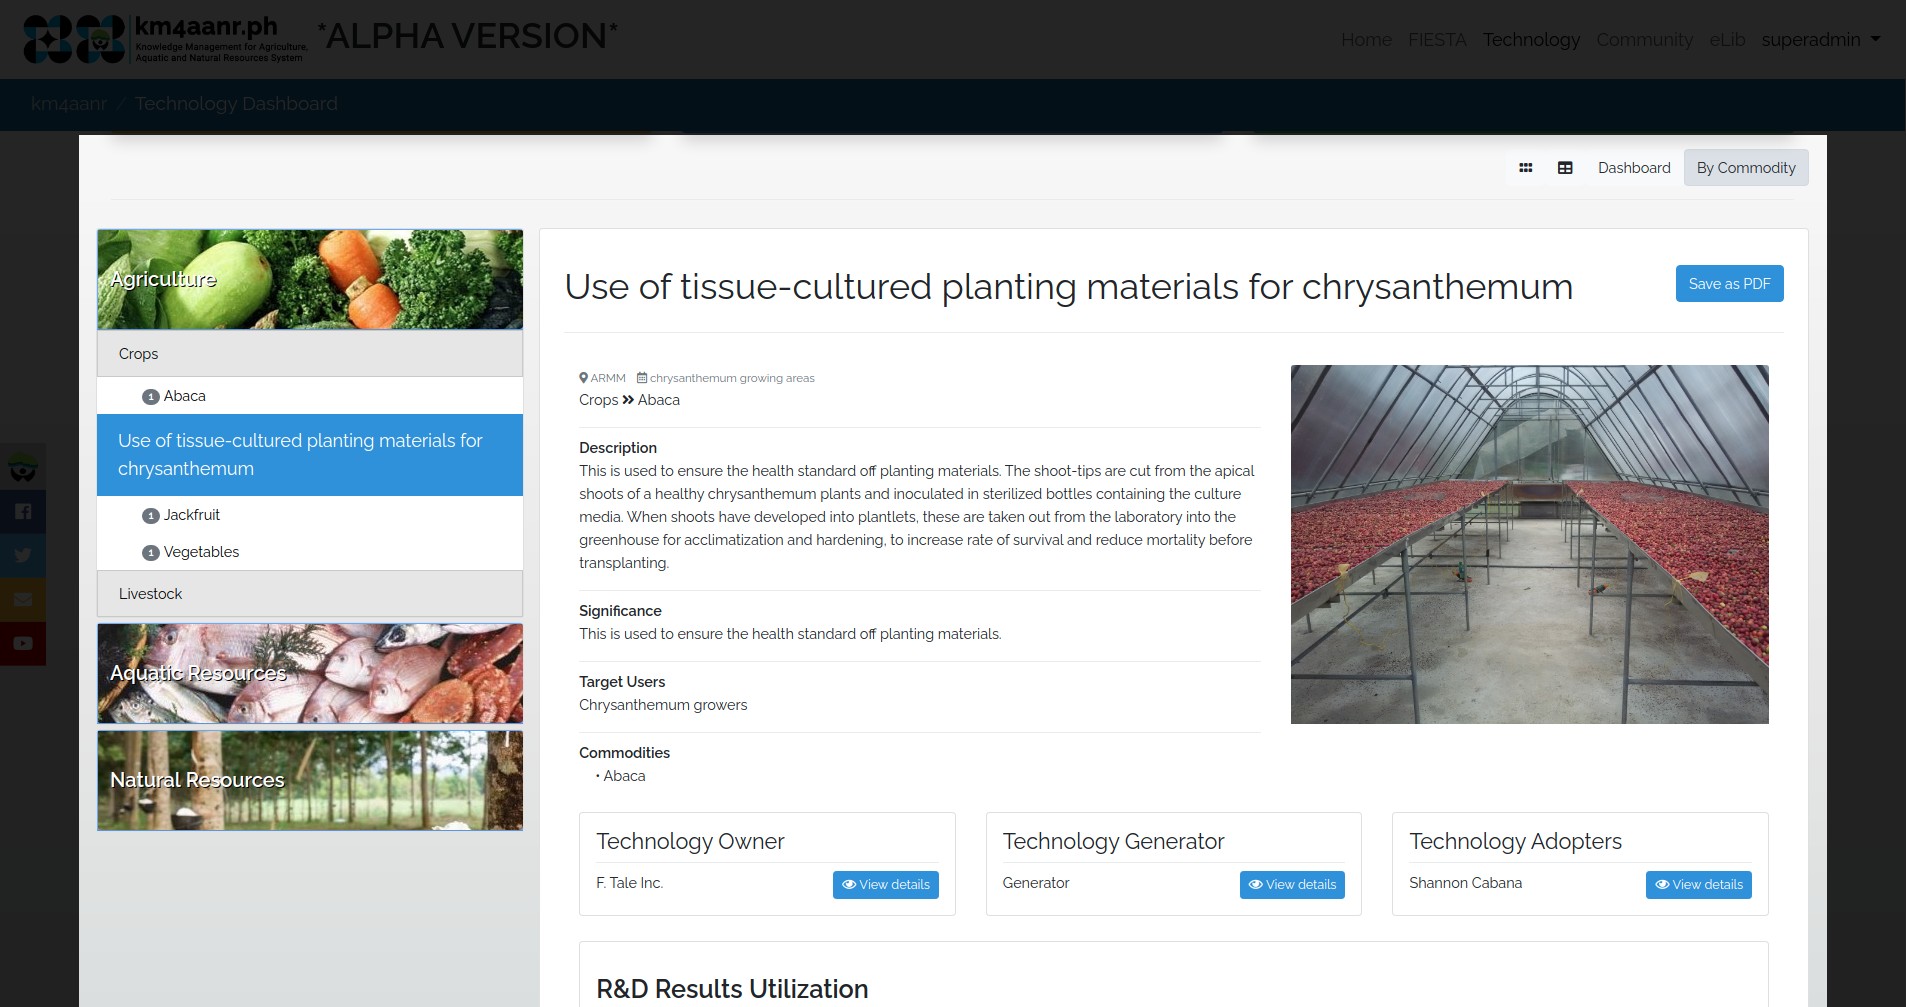 km4aanr.ph
Knowledge Management for Agriculture,
Aquatic and Natural Resources System
*ALPHA VERSION*
Home FIESTA Technology Community eLib superadmin
km4aanr / Technology Dashboard
Dashboard By Commodity
Agriculture
Crops
1 Abaca
Use of tissue-cultured planting materials for
chrysanthemum
1 Jackfruit
1 Vegetables
Livestock
Aquatic Resources
Natural Resources
Use of tissue-cultured planting materials for chrysanthemum
Save as PDF
ARMM chrysanthemum growing areas
Crops » Abaca
Description
This is used to ensure the health standard off planting materials. The shoot-tips are cut from the apical
shoots of a healthy chrysanthemum plants and inoculated in sterilized bottles containing the culture
media. When shoots have developed into plantlets, these are taken out from the laboratory into the
greenhouse for acclimatization and hardening, to increase rate of survival and reduce mortality before
transplanting.
Significance
This is used to ensure the health standard off planting materials.
Target Users
Chrysanthemum growers
Commodities
• Abaca
Technology Owner
F. Tale Inc.
View details
Technology Generator
Generator
View details
Technology Adopters
Shannon Cabana
View details
R&D Results Utilization